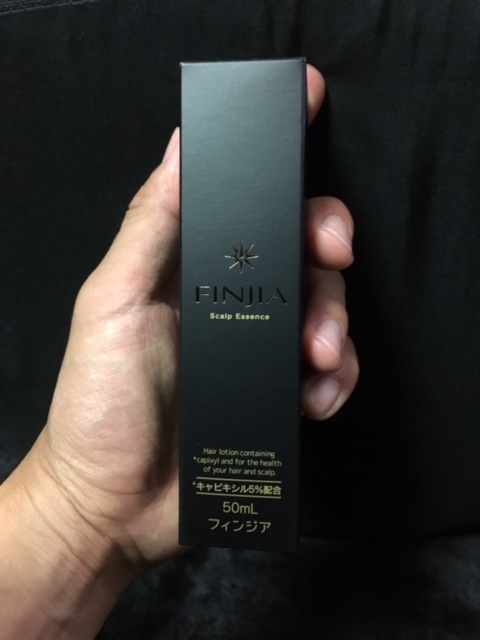 FINJIA
Scalp Essence
Hair lotion containing
*capixyl and for the health
of your hair and scalp.
*キャピキシル5%配合
50mL
フィンジア